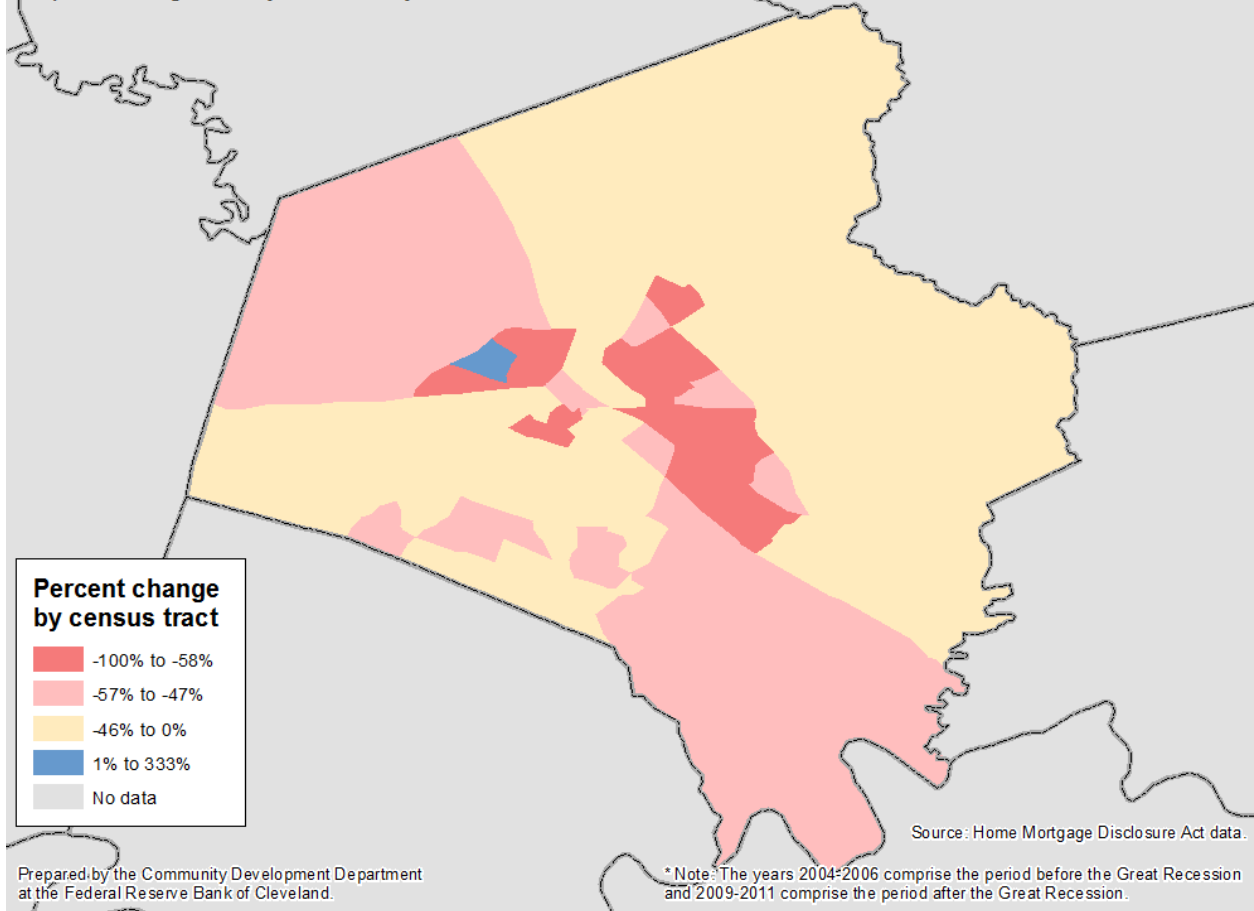 Percent change
by census tract
-100% to -58%
-57% to -47%
-46% to 0%
1% to 333%
No data
Source: Home Mortgage Disclosure Act data.
Prepared by the Community Development Department
at the Federal Reserve Bank of Cleveland.
* Note: The years 2004-2006 comprise the period before the Great Recession
and 2009-2011 comprise the period after the Great Recession.